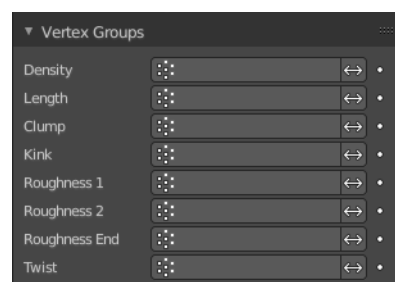 Vertex Groups
Density
Length
Clump
Kink
Roughness 1
Roughness 2
Roughness End
Twist